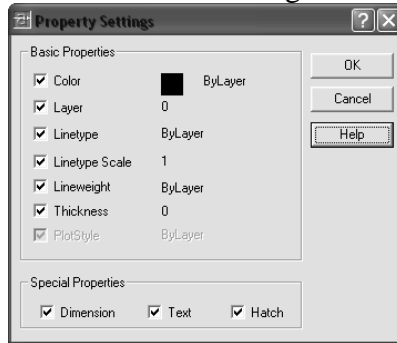 Property Settings
Basic Properties
Color ByLayer
Layer 0
Linetype ByLayer
Linetype Scale 1
Lineweight ByLayer
Thickness 0
PlotStyle ByLayer
OK
Cancel
Help
Special Properties
Dimension Text Hatch